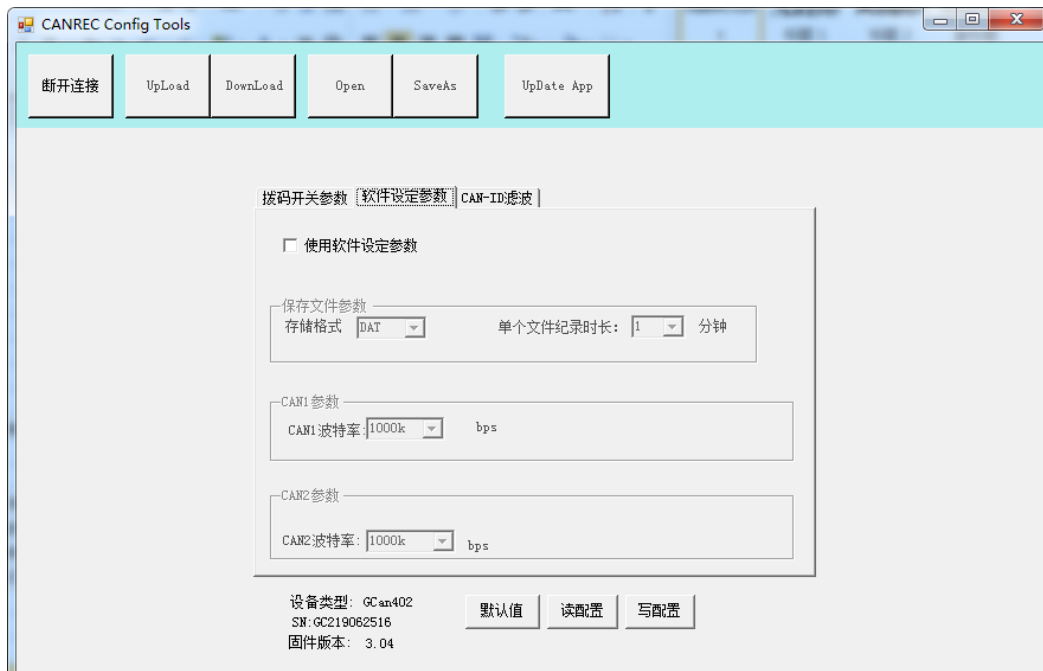 CANREC Config Tools
断开连接 UpLoad DownLoad Open SaveAs UpDate App
拨码开关参数 软件设定参数 CAN-ID滤波
使用软件设定参数
保存文件参数
存储格式 DAT 单个文件纪录时长: 1 分钟
CAN1参数
CAN1波特率: 1000k bps
CAN2参数
CAN2波特率: 1000k bps
设备类型: GCan402
SN:GC219062516
固件版本: 3.04
默认值 读配置 写配置